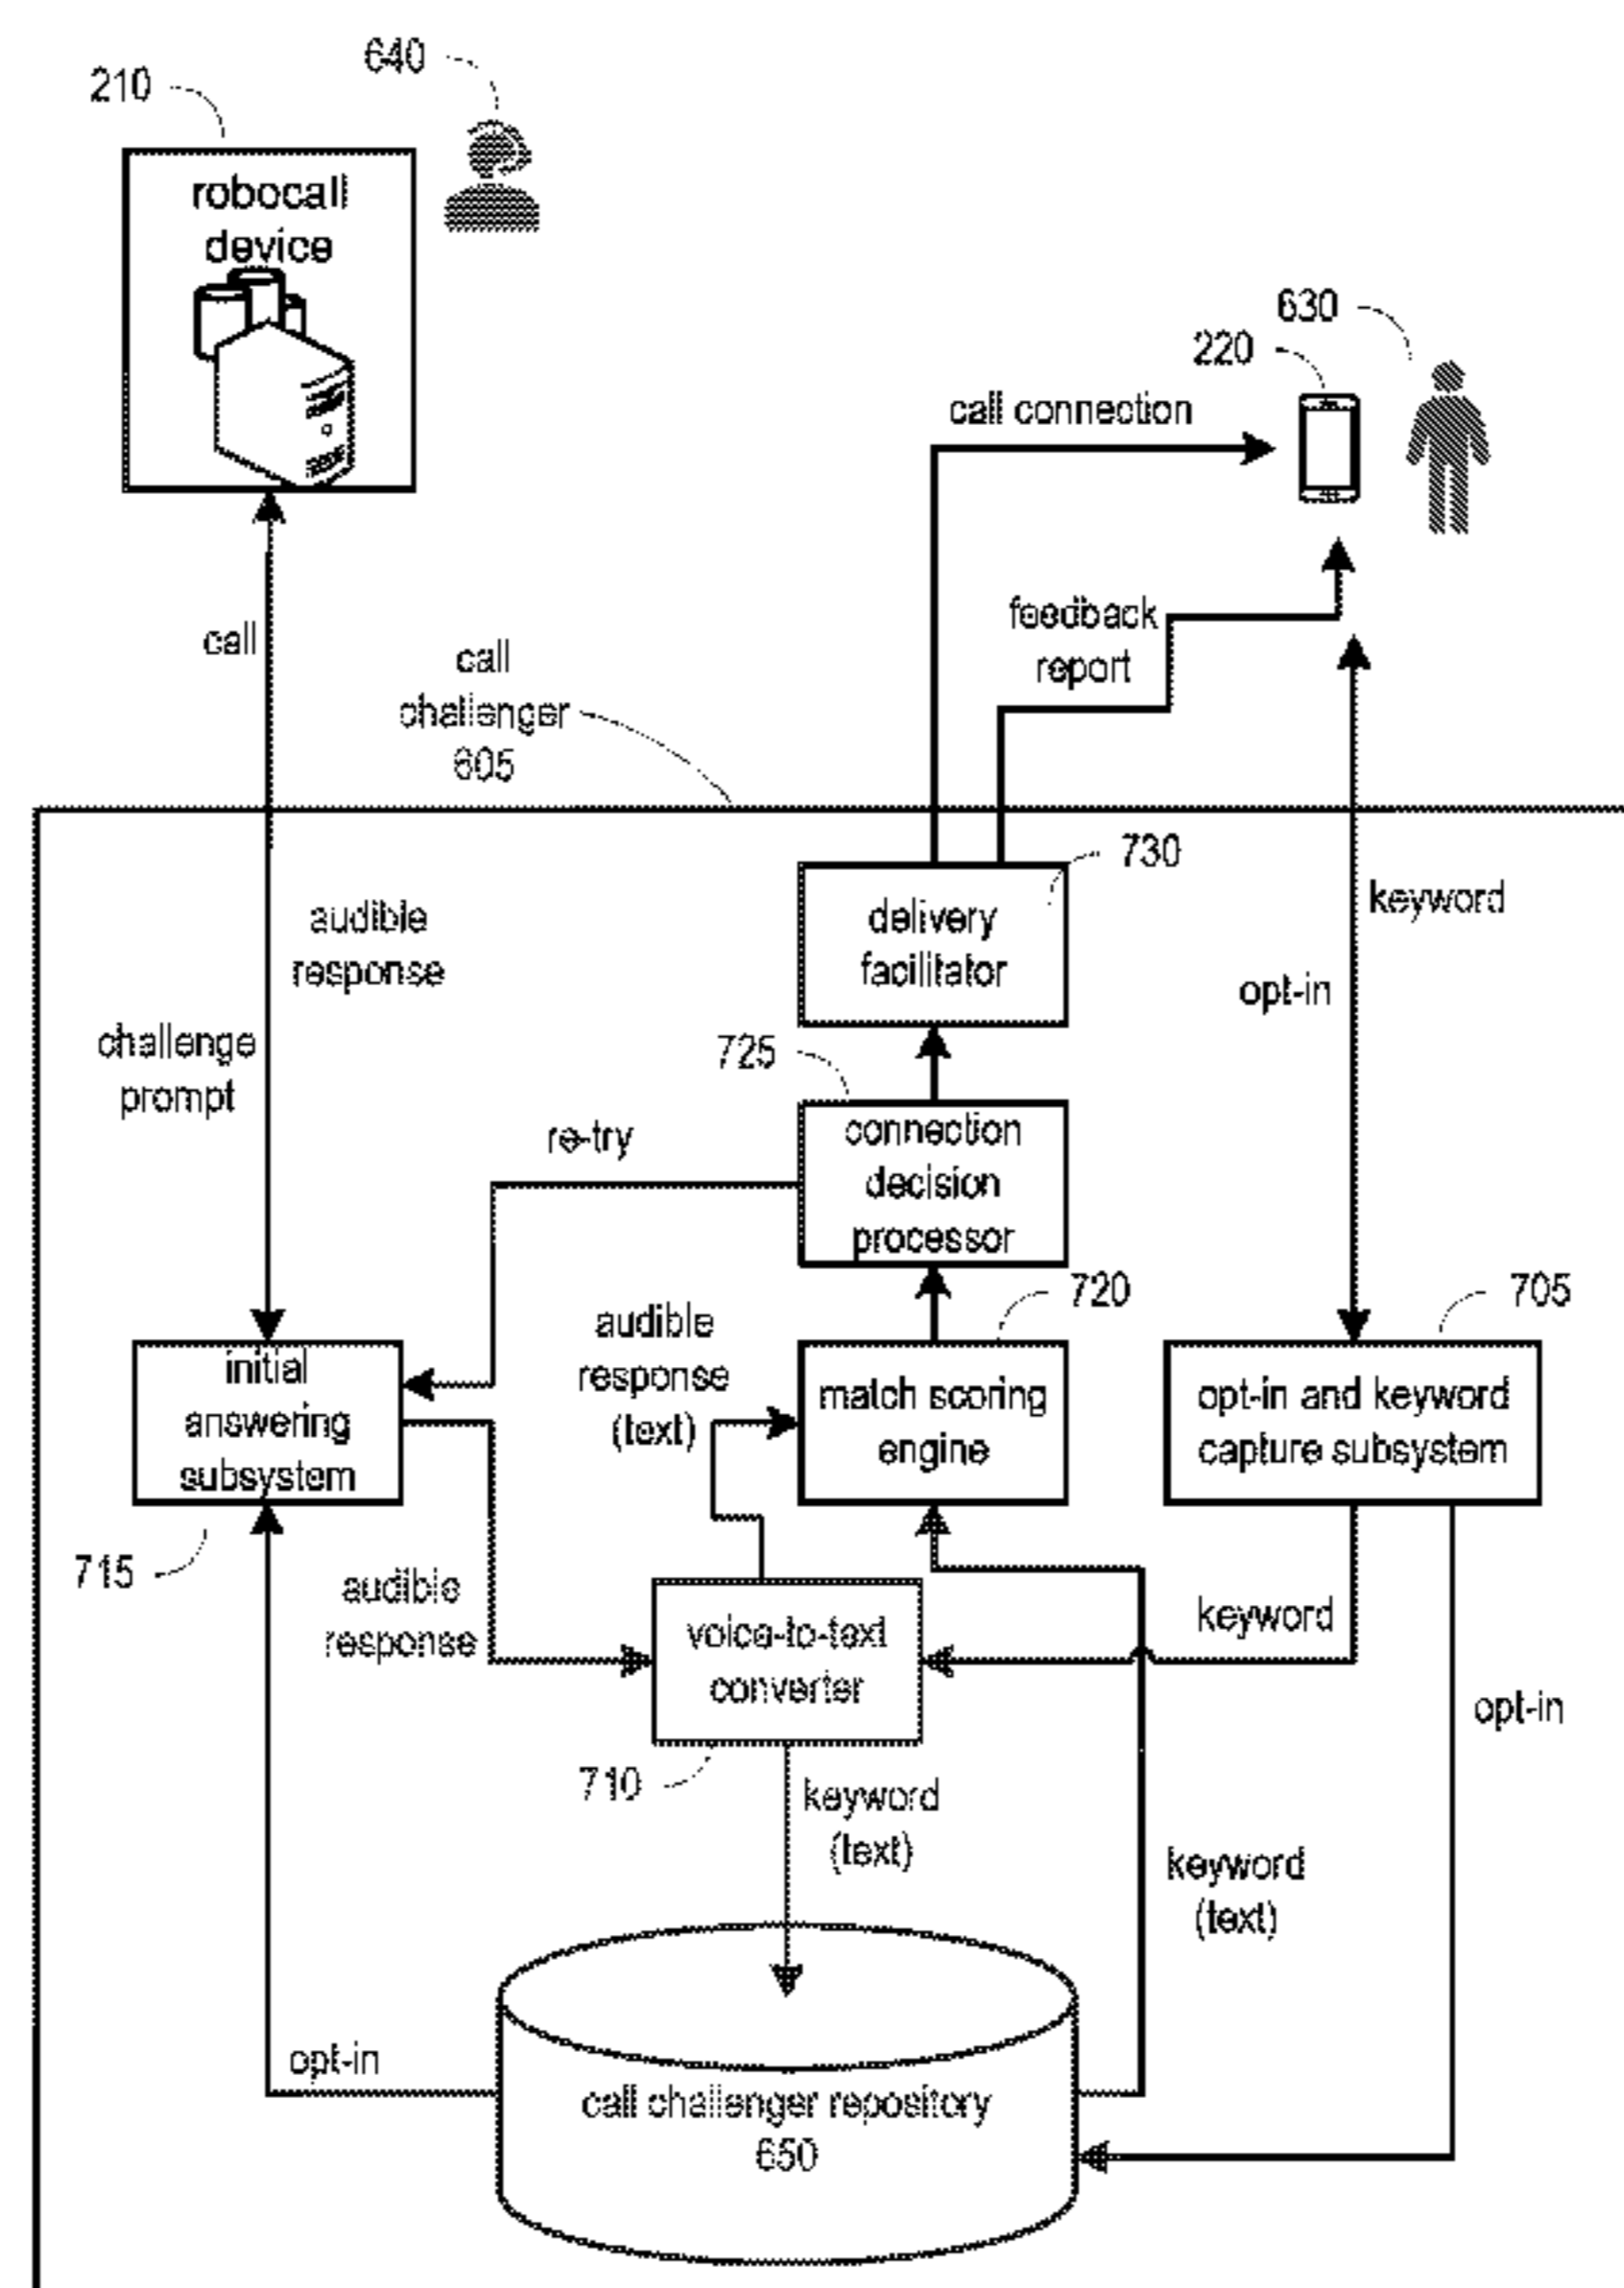 640
210
robocall
device
630
220
call connection
feedback
report
call
call
challenger
605
730
delivery
facilitator
keyword
audible
response
opt-in
challenge
prompt
725
connection
decision
processor
re-try
720
705
audible
response
(text)
initial
answering
subsystem
match scoring
engine
opt-in and keyword
capture subsystem
715
audible
response
voice-to-text
converter
keyword
opt-in
710
keyword
(text)
keyword
(text)
opt-in
call challenger repository
650